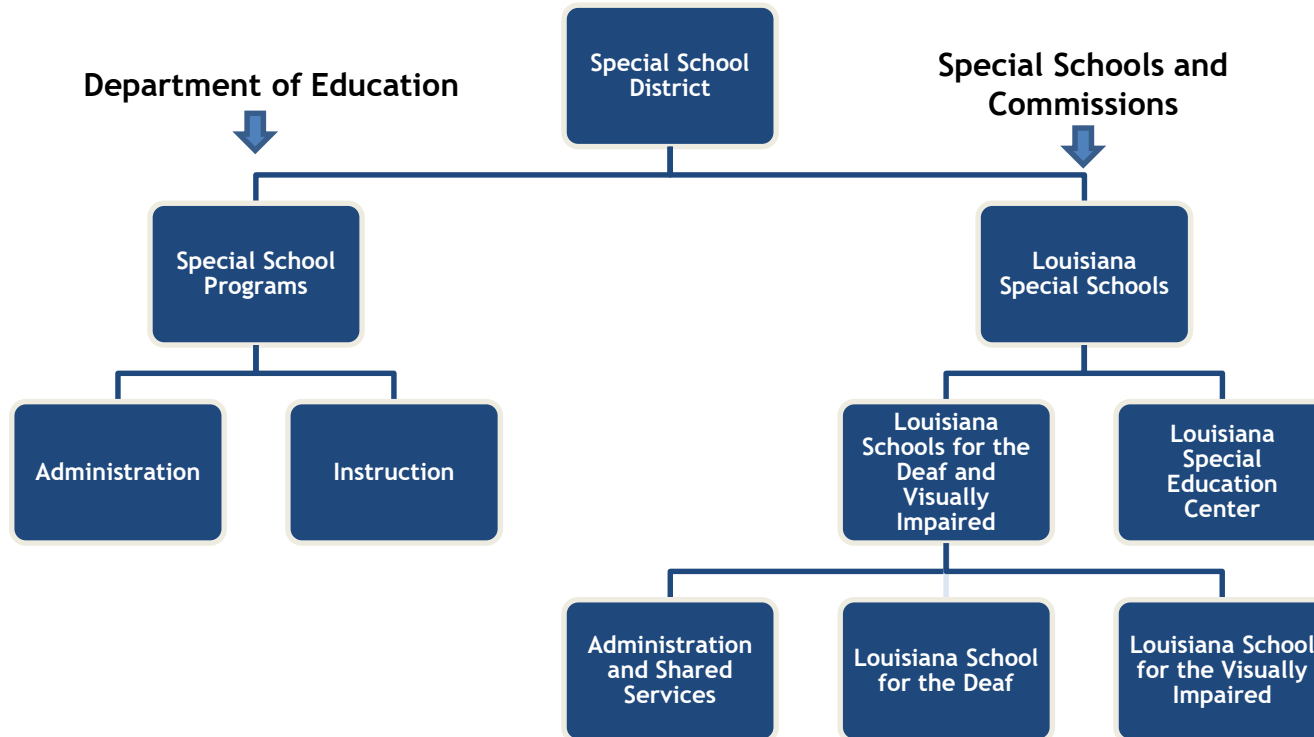 Special School
District
Department of Education
Special Schools and
Commissions
Special School
Programs
Louisiana
Special Schools
Administration
Instruction
Louisiana
Schools for the
Deaf and
Visually
Impaired
Louisiana
Special
Education
Center
Administration
and Shared
Services
Louisiana School
for the Deaf
Louisiana School
for the Visually
Impaired